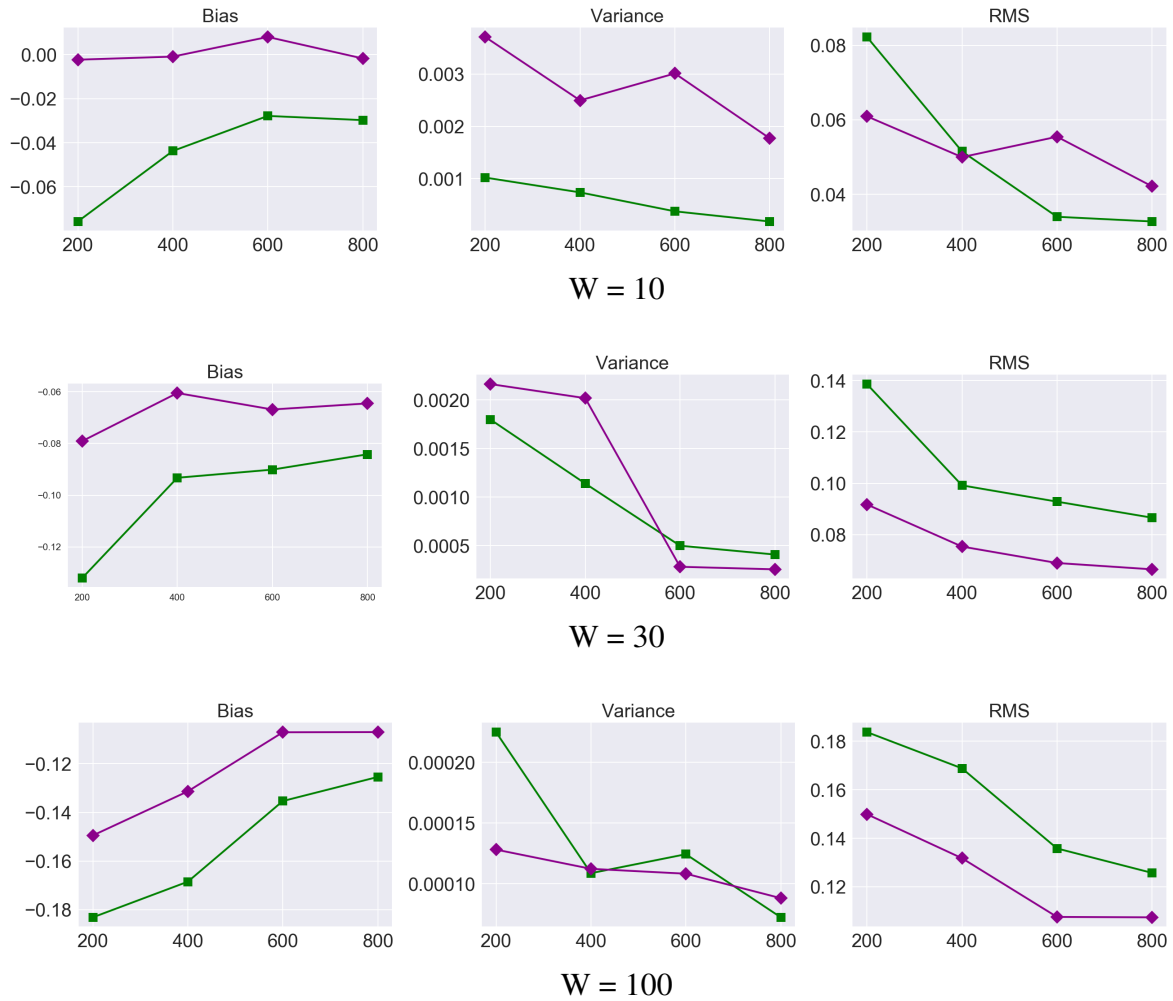 Bias
0.00
−0.02
−0.04
−0.06
200 400 600 800
Variance
0.003
0.002
0.001
200 400 600 800
RMS
0.08
0.06
0.04
200 400 600 800
W = 10
Bias
−0.06
−0.08
−0.10
−0.12
200 400 600 800
Variance
0.0020
0.0015
0.0010
0.0005
200 400 600 800
RMS
0.14
0.12
0.10
0.08
200 400 600 800
W = 30
Bias
−0.12
−0.14
−0.16
−0.18
200 400 600 800
Variance
0.00020
0.00015
0.00010
200 400 600 800
RMS
0.18
0.16
0.14
0.12
200 400 600 800
W = 100